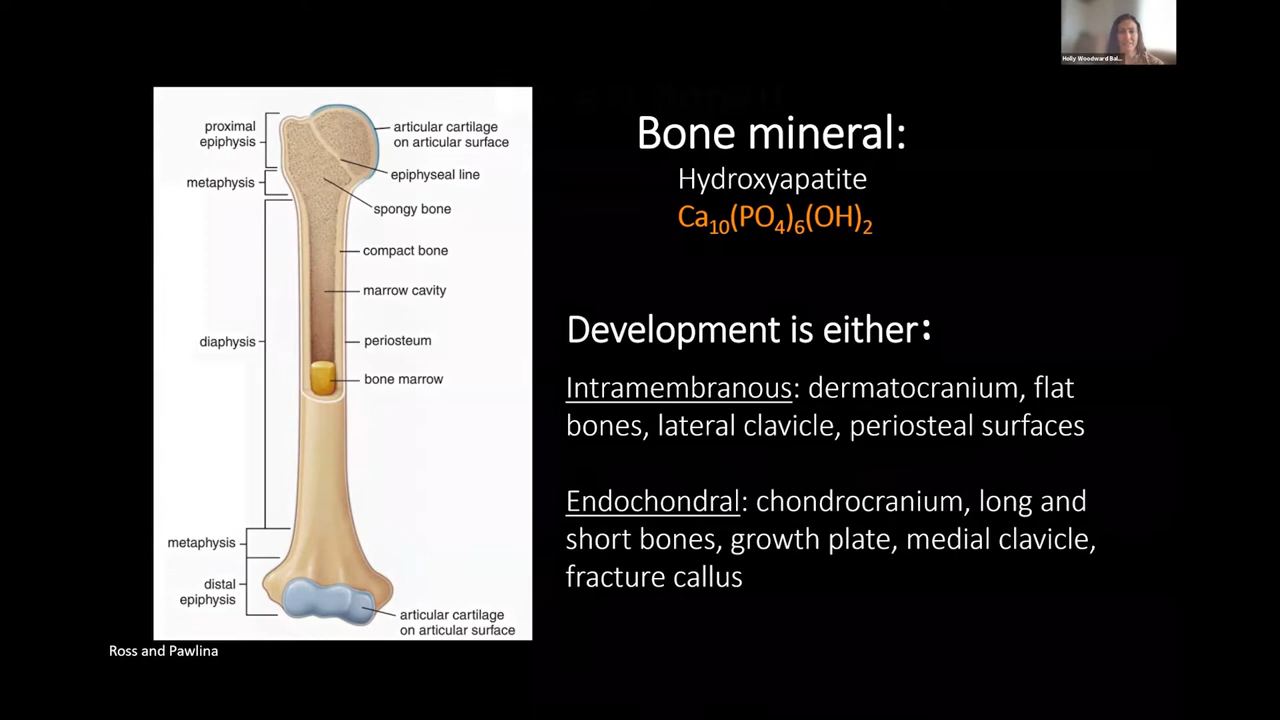 Holly Woodward Bal...
Bone mineral:
Hydroxyapatite
Ca₁₀(PO₄)₆(OH)₂
Development is either:
Intramembranous: dermatocranium, flat
bones, lateral clavicle, periosteal surfaces
Endochondral: chondrocranium, long and
short bones, growth plate, medial clavicle,
fracture callus
proximal
epiphysis
metaphysis
diaphysis
metaphysis
distal
epiphysis
articular cartilage
on articular surface
epiphyseal line
spongy bone
compact bone
marrow cavity
periosteum
bone marrow
articular cartilage
on articular surface
Ross and Pawlina